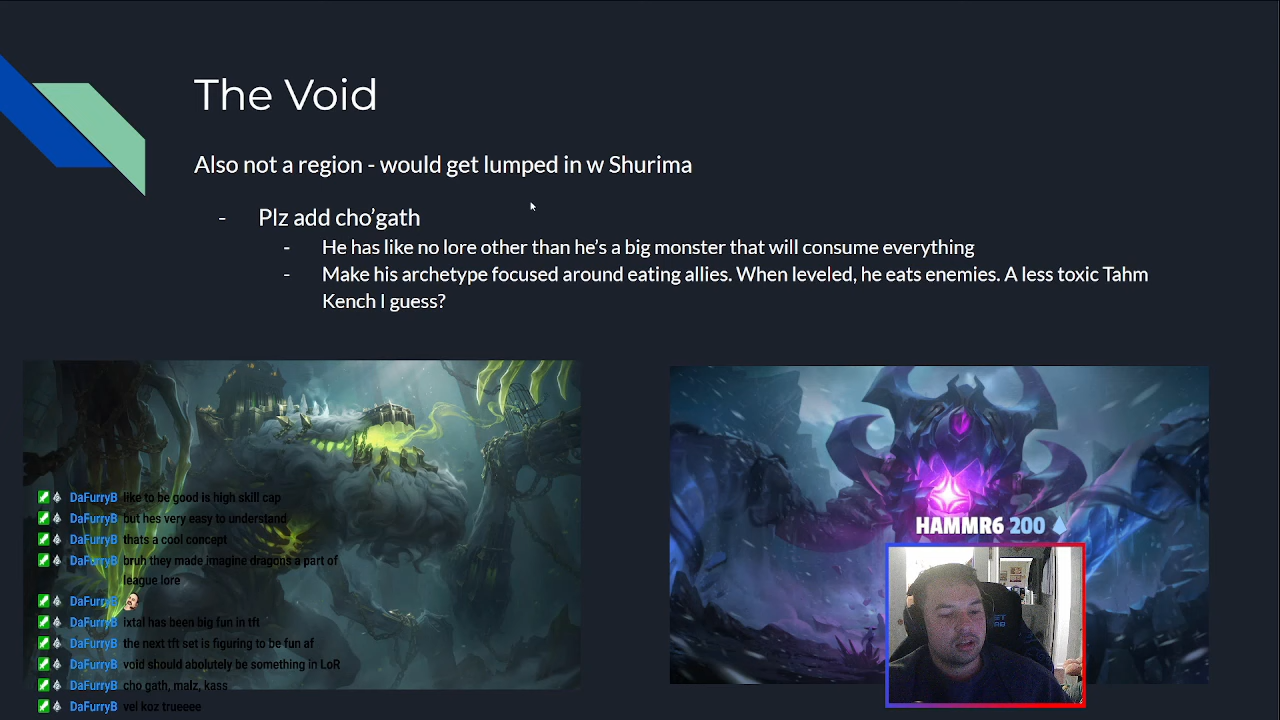 The Void
Also not a region - would get lumped in w Shurima
- Plz add cho'gath
- He has like no lore other than he's a big monster that will consume everything
- Make his archetype focused around eating allies. When leveled, he eats enemies. A less toxic Tahm
Kench I guess?
DaFurryB like to be good is high skill cap
DaFurryB but hes very easy to understand
DaFurryB thats a cool concept
DaFurryB bruh they made imagine dragons a part of
league lore
DaFurryB
DaFurryB ixtal has been big fun in tft
DaFurryB the next tft set is figuring to be fun af
DaFurryB void should abolutely be something in LoR
DaFurryB cho gath, malz, kass
DaFurryB vel koz trueeee
HAMMR6 200